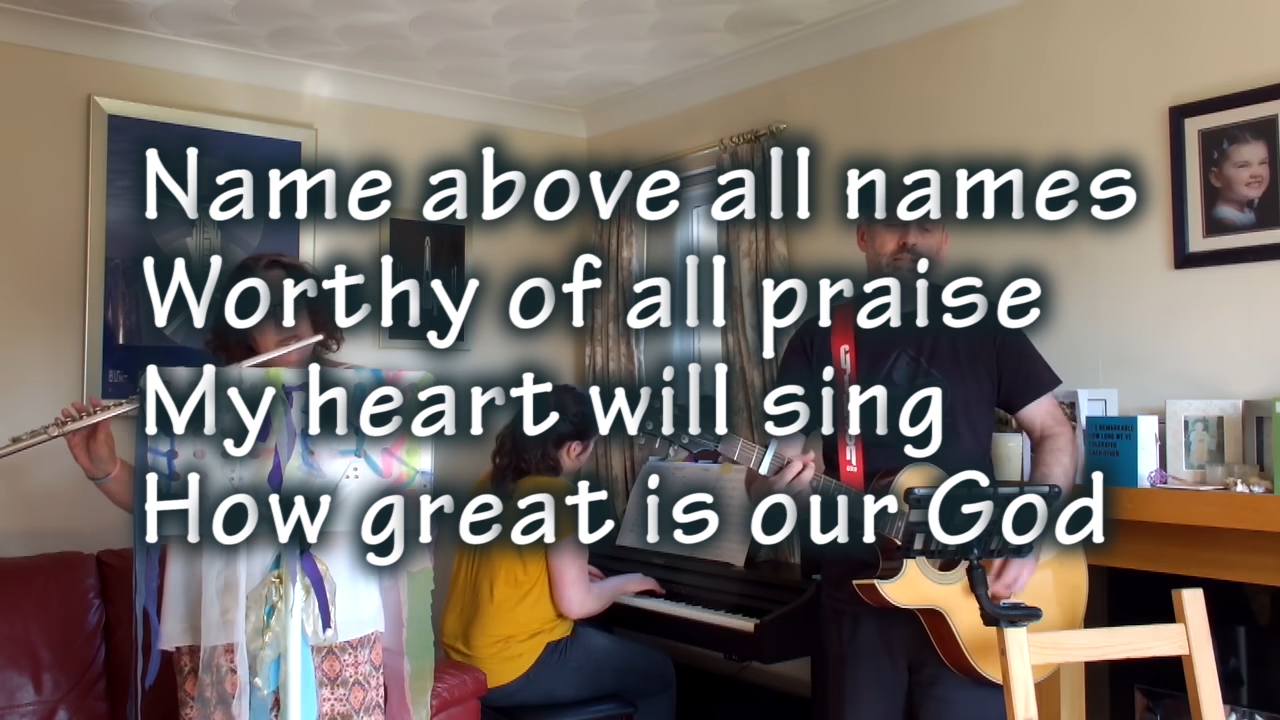 Name above all names
Worthy of all praise
My heart will sing
How great is our God